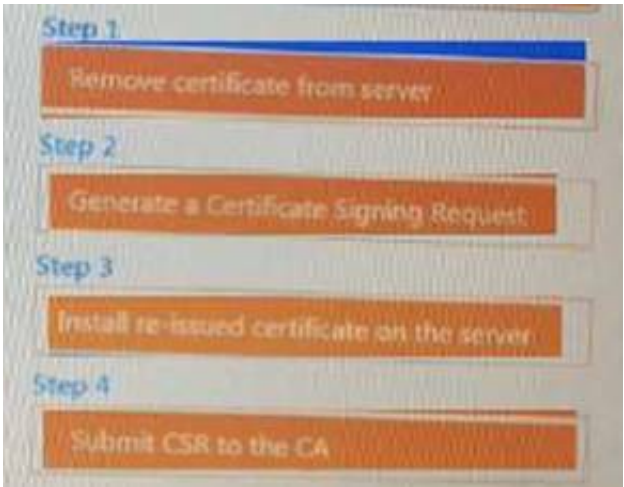 Step 1
Remove certificate from server
Step 2
Generate a Certificate Signing Request
Step 3
Install re-issued certificate on the server
Step 4
Submit CSR to the CA